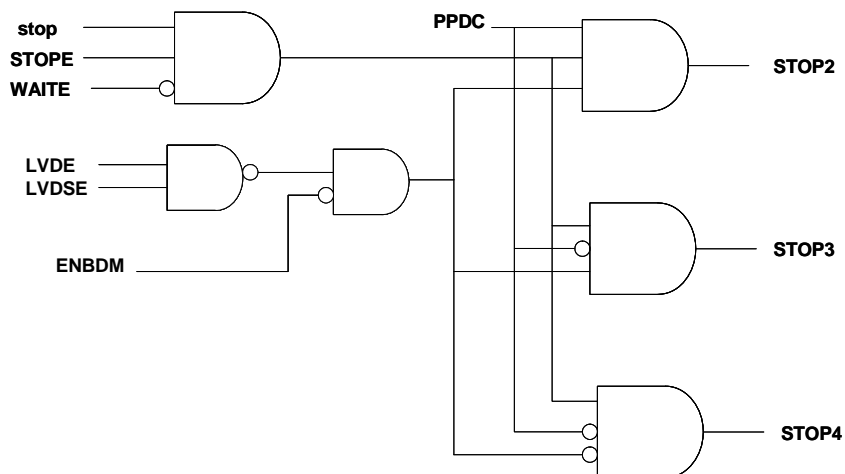 stop
STOPE
WAITE
PPDC
STOP2
LVDE
LVDSE
ENBDM
STOP3
STOP4